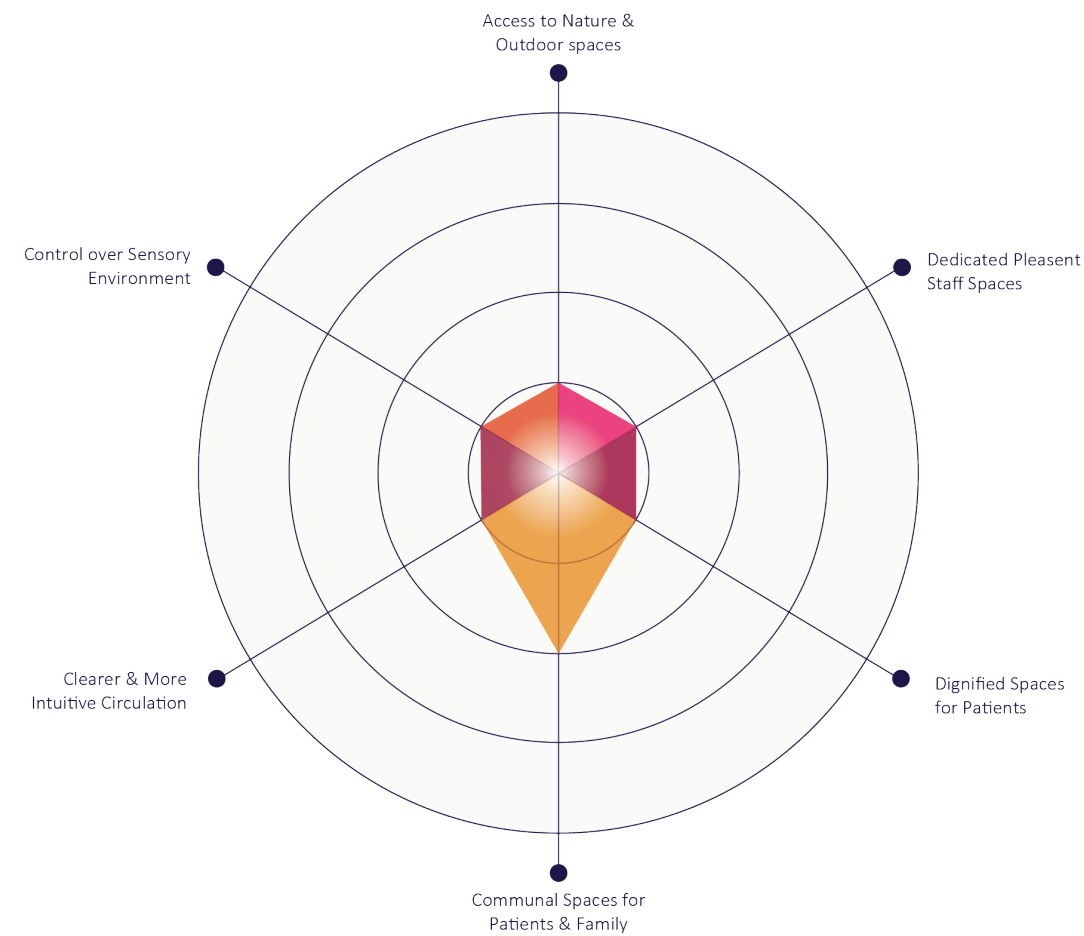 Access to Nature &
Outdoor spaces
Control over Sensory
Environment
Dedicated Pleasent
Staff Spaces
Clearer & More
Intuitive Circulation
Dignified Spaces
for Patients
Communal Spaces for
Patients & Family